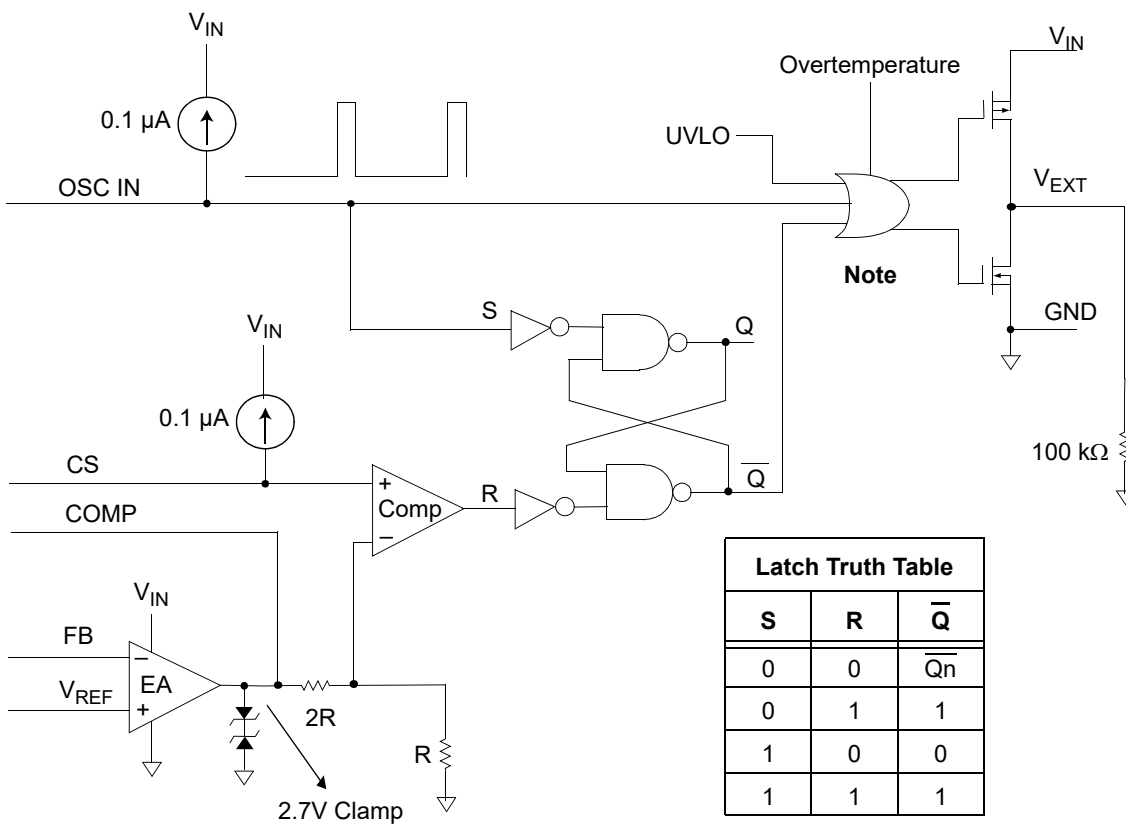 V_IN
0.1 µA
OSC IN
Overtemperature
UVLO
V_IN
V_EXT
Note
GND
100 kΩ
S
Q
V_IN
0.1 µA
CS
COMP
+
−
Comp
R
Q̅
V_IN
FB
V_REF
−
+
EA
2R
R
2.7V Clamp
Latch Truth Table
S R Q̅
0 0 Q̅n̅
0 1 1
1 0 0
1 1 1